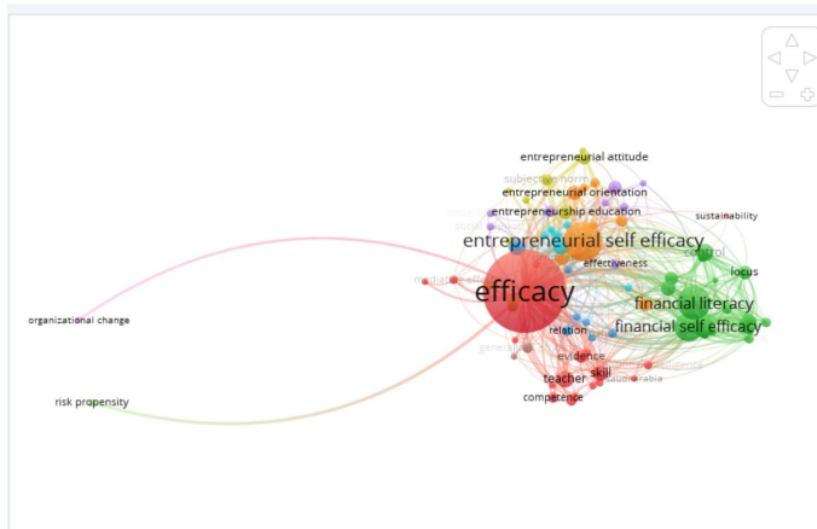 entrepreneurial attitude
subjective norm
entrepreneurial orientation
entrepreneurship education
sustainability
entrepreneurial self efficacy
control
effectiveness
locus
efficacy
financial literacy
organizational change
relation
financial self efficacy
evidence
skill
teacher
saudi arabia
competence
risk propensity